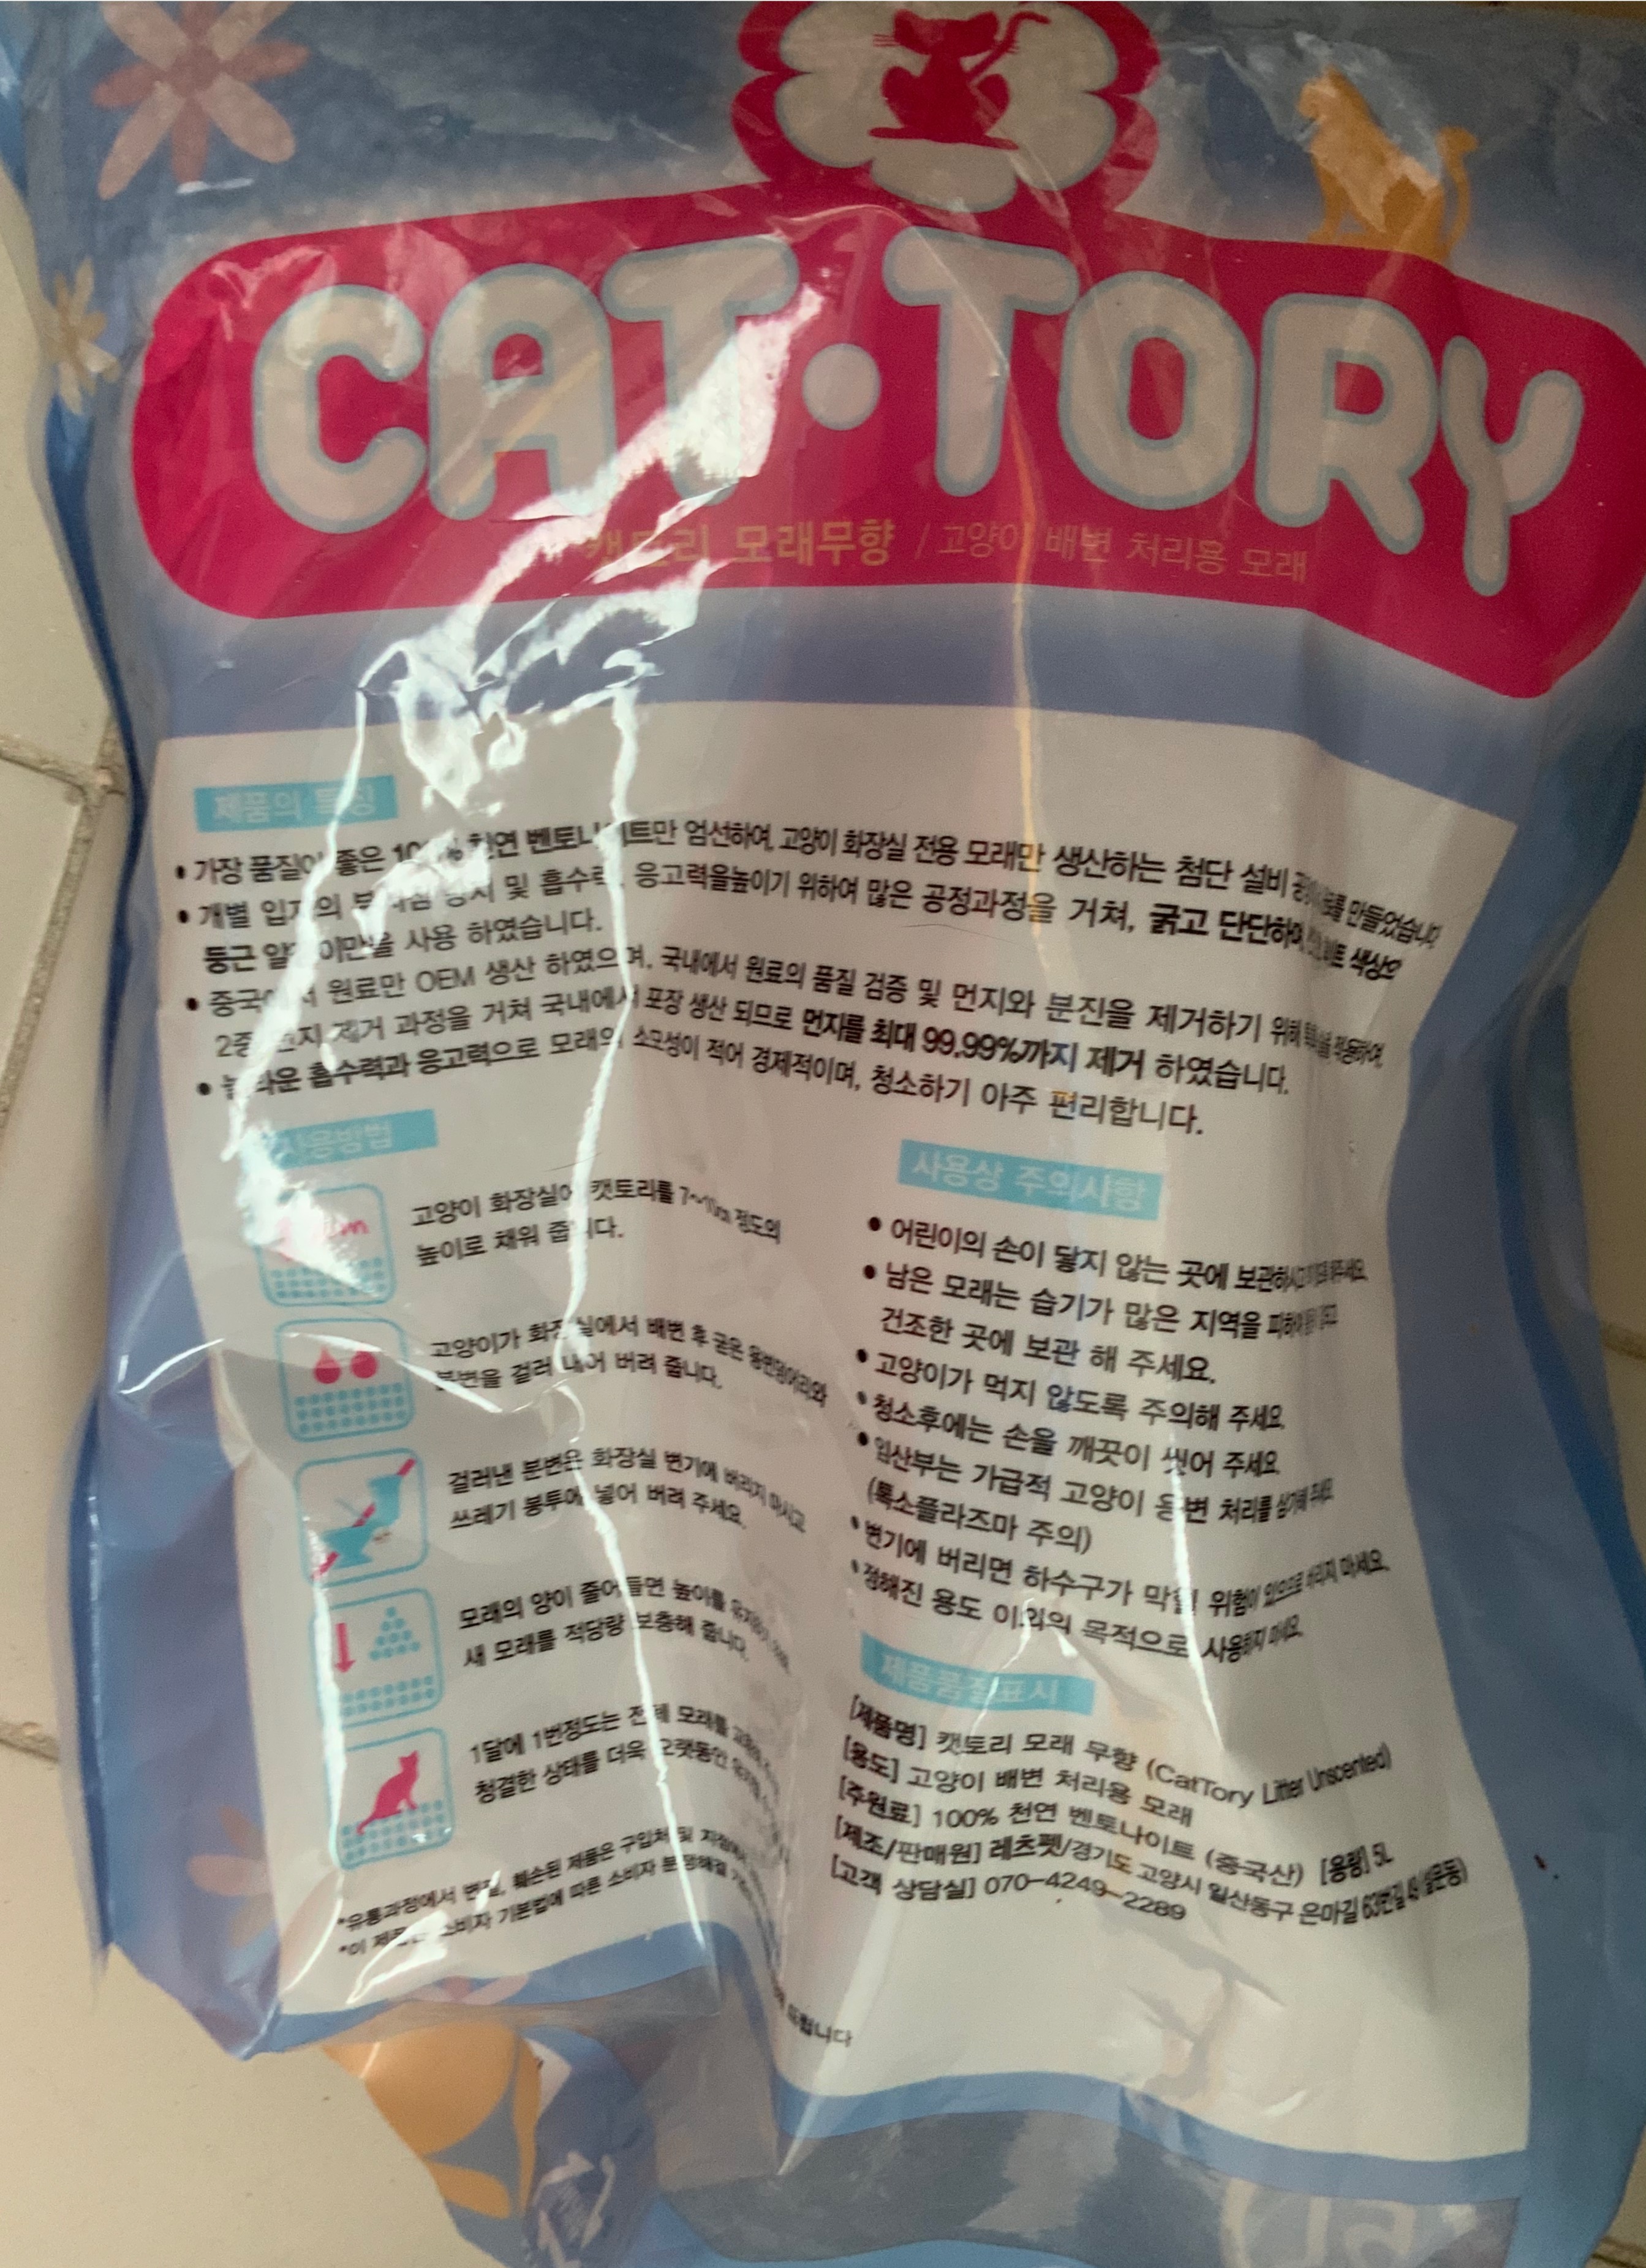 CAT·TORY
캣토리 모래무향 / 고양이 배변 처리용 모래
제품의 특징
• 가장 품질이 좋은 100% 천연 벤토나이트만 엄선하여, 고양이 화장실 전용 모래만 생산하는 첨단 설비 만들었습니다
• 개별 입자의 방지 및 흡수력, 응고력을높이기 위하여 많은 공정과정을 거쳐, 굵고 단단하며, 색상의
둥근 알갱이만을 사용 하였습니다.
• 중국에서 원료만 OEM 생산 하였으며, 국내에서 원료의 품질 검증 및 먼지와 분진을 제거하기 위해 적용하여,
2중 먼지 제거 과정을 거쳐 국내에서 포장 생산 되므로 먼지를 최대 99.99%까지 제거 하였습니다.
• 놀라운 흡수력과 응고력으로 모래의 소모성이 적어 경제적이며, 청소하기 아주 편리합니다.
사용방법
고양이 화장실에 캣토리를 7~10cm 정도의
높이로 채워 줍니다.
고양이가 화장실에서 배변 후 굳은 용변덩어리와
분변을 걸러 내어 버려 줍니다.
걸러낸 분변은 화장실 변기에 버리지 마시고
쓰레기 봉투에 넣어 버려 주세요.
모래의 양이 줄어들면 높이를
새 모래를 적당량 보충해 줍니다.
1달에 1번정도는 전체 모래를
청결한 상태를 더욱 오랫동안
*유통과정에서 변질, 훼손된 제품은 구입처 및
*이 제품은 소비자 기본법에 따른 소비자 분쟁해결
드립니다
사용상 주의사항
• 어린이의 손이 닿지 않는 곳에 보관하시고 주세요.
• 남은 모래는 습기가 많은 지역을 피하여
건조한 곳에 보관 해 주세요.
• 고양이가 먹지 않도록 주의해 주세요.
• 청소후에는 손을 깨끗이 씻어 주세요.
• 임산부는 가급적 고양이 용변 처리를 삼가해 주세요
(톡소플라즈마 주의)
• 변기에 버리면 하수구가 막힐 위험이 있으므로 버리지 마세요.
• 정해진 용도 이외의 목적으로 사용하지 마세요.
제품품질표시
[제품명] 캣토리 모래 무향 (CatTory Litter Unscented)
[용도] 고양이 배변 처리용 모래
[주원료] 100% 천연 벤토나이트 (중국산) [용량] 5L
[제조/판매원] 레츠펫/경기도 고양시 일산동구 은마길 63번길
[고객 상담실] 070-4249-2289